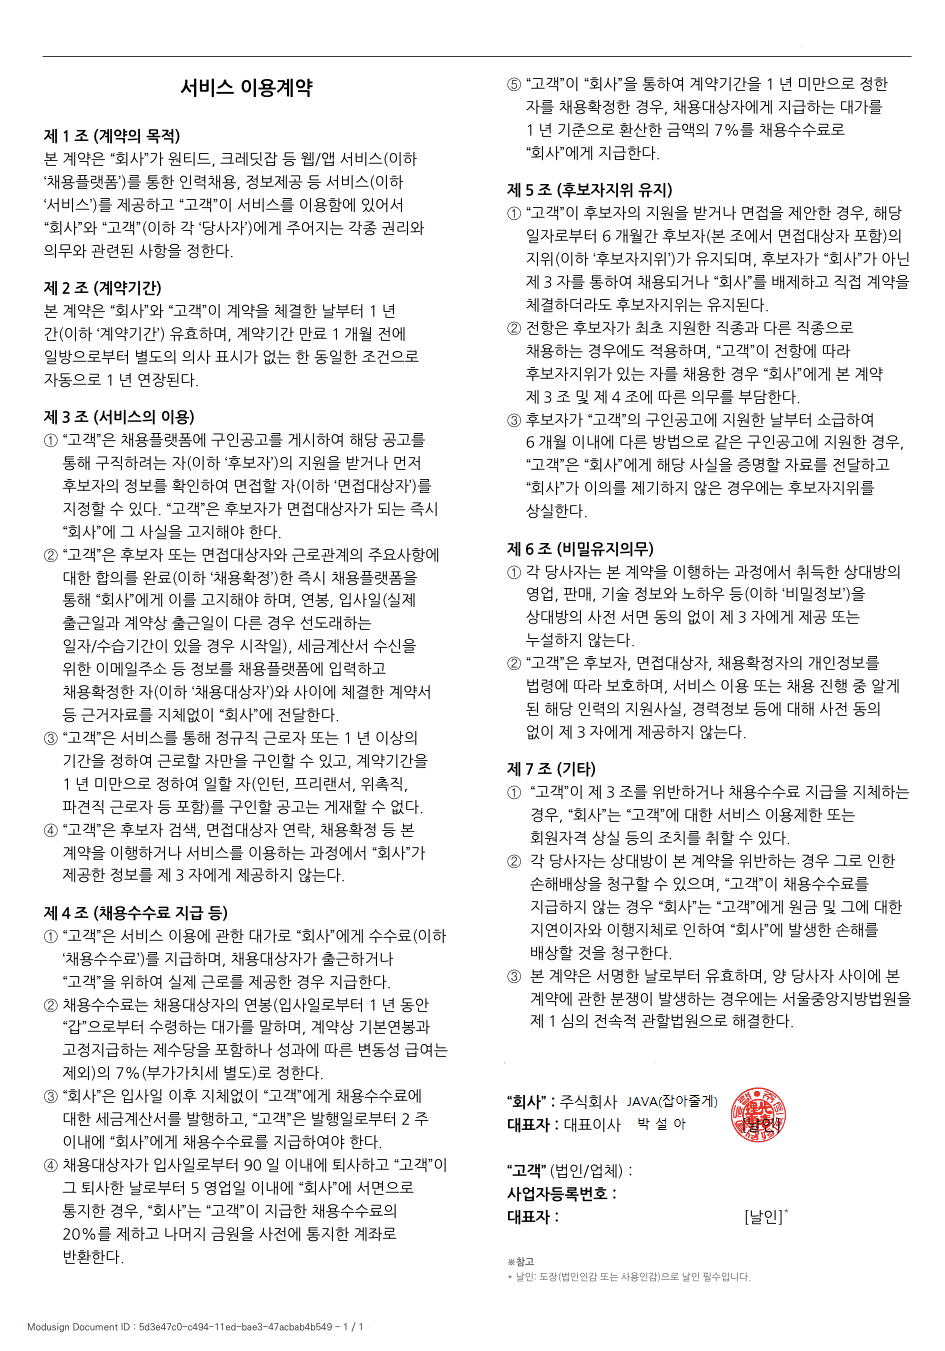 서비스 이용계약
제 1 조 (계약의 목적)
본 계약은 “회사”가 원티드, 크레딧잡 등 웹/앱 서비스(이하
‘채용플랫폼’)를 통한 인력채용, 정보제공 등 서비스(이하
‘서비스’)를 제공하고 “고객”이 서비스를 이용함에 있어서
“회사”와 “고객”(이하 각 ‘당사자’)에게 주어지는 각종 권리와
의무와 관련된 사항을 정한다.
제 2 조 (계약기간)
본 계약은 “회사”와 “고객”이 계약을 체결한 날부터 1 년
간(이하 ‘계약기간’) 유효하며, 계약기간 만료 1 개월 전에
일방으로부터 별도의 의사 표시가 없는 한 동일한 조건으로
자동으로 1 년 연장된다.
제 3 조 (서비스의 이용)
① “고객”은 채용플랫폼에 구인공고를 게시하여 해당 공고를
통해 구직하려는 자(이하 ‘후보자’)의 지원을 받거나 먼저
후보자의 정보를 확인하여 면접할 자(이하 ‘면접대상자’)를
지정할 수 있다. “고객”은 후보자가 면접대상자가 되는 즉시
“회사”에 그 사실을 고지해야 한다.
② “고객”은 후보자 또는 면접대상자와 근로관계의 주요사항에
대한 합의를 완료(이하 ‘채용확정’)한 즉시 채용플랫폼을
통해 “회사”에게 이를 고지해야 하며, 연봉, 입사일(실제
출근일과 계약상 출근일이 다른 경우 선도래하는
일자/수습기간이 있을 경우 시작일), 세금계산서 수신을
위한 이메일주소 등 정보를 채용플랫폼에 입력하고
채용확정한 자(이하 ‘채용대상자’)와 사이에 체결한 계약서
등 근거자료를 지체없이 “회사”에 전달한다.
③ “고객”은 서비스를 통해 정규직 근로자 또는 1 년 이상의
기간을 정하여 근로할 자만을 구인할 수 있고, 계약기간을
1 년 미만으로 정하여 일할 자(인턴, 프리랜서, 위촉직,
파견직 근로자 등 포함)를 구인할 공고는 게재할 수 없다.
④ “고객”은 후보자 검색, 면접대상자 연락, 채용확정 등 본
계약을 이행하거나 서비스를 이용하는 과정에서 “회사”가
제공한 정보를 제 3 자에게 제공하지 않는다.
제 4 조 (채용수수료 지급 등)
① “고객”은 서비스 이용에 관한 대가로 “회사”에게 수수료(이하
‘채용수수료’)를 지급하며, 채용대상자가 출근하거나
“고객”을 위하여 실제 근로를 제공한 경우 지급한다.
② 채용수수료는 채용대상자의 연봉(입사일로부터 1 년 동안
“갑”으로부터 수령하는 대가를 말하며, 계약상 기본연봉과
고정지급하는 제수당을 포함하나 성과에 따른 변동성 급여는
제외)의 7%(부가가치세 별도)로 정한다.
③ “회사”은 입사일 이후 지체없이 “고객”에게 채용수수료에
대한 세금계산서를 발행하고, “고객”은 발행일로부터 2 주
이내에 “회사”에게 채용수수료를 지급하여야 한다.
④ 채용대상자가 입사일로부터 90 일 이내에 퇴사하고 “고객”이
그 퇴사한 날로부터 5 영업일 이내에 “회사”에 서면으로
통지한 경우, “회사”는 “고객”이 지급한 채용수수료의
20%를 제하고 나머지 금원을 사전에 통지한 계좌로
반환한다.
⑤ “고객”이 “회사”을 통하여 계약기간을 1 년 미만으로 정한
자를 채용확정한 경우, 채용대상자에게 지급하는 대가를
1 년 기준으로 환산한 금액의 7%를 채용수수료로
“회사”에게 지급한다.
제 5 조 (후보자지위 유지)
① “고객”이 후보자의 지원을 받거나 면접을 제안한 경우, 해당
일자로부터 6 개월간 후보자(본 조에서 면접대상자 포함)의
지위(이하 ‘후보자지위’)가 유지되며, 후보자가 “회사”가 아닌
제 3 자를 통하여 채용되거나 “회사”를 배제하고 직접 계약을
체결하더라도 후보자지위는 유지된다.
② 전항은 후보자가 최초 지원한 직종과 다른 직종으로
채용하는 경우에도 적용하며, “고객”이 전항에 따라
후보자지위가 있는 자를 채용한 경우 “회사”에게 본 계약
제 3 조 및 제 4 조에 따른 의무를 부담한다.
③ 후보자가 “고객”의 구인공고에 지원한 날부터 소급하여
6 개월 이내에 다른 방법으로 같은 구인공고에 지원한 경우,
“고객”은 “회사”에게 해당 사실을 증명할 자료를 전달하고
“회사”가 이의를 제기하지 않은 경우에는 후보자지위를
상실한다.
제 6 조 (비밀유지의무)
① 각 당사자는 본 계약을 이행하는 과정에서 취득한 상대방의
영업, 판매, 기술 정보와 노하우 등(이하 ‘비밀정보’)을
상대방의 사전 서면 동의 없이 제 3 자에게 제공 또는
누설하지 않는다.
② “고객”은 후보자, 면접대상자, 채용확정자의 개인정보를
법령에 따라 보호하며, 서비스 이용 또는 채용 진행 중 알게
된 해당 인력의 지원사실, 경력정보 등에 대해 사전 동의
없이 제 3 자에게 제공하지 않는다.
제 7 조 (기타)
① “고객”이 제 3 조를 위반하거나 채용수수료 지급을 지체하는
경우, “회사”는 “고객”에 대한 서비스 이용제한 또는
회원자격 상실 등의 조치를 취할 수 있다.
② 각 당사자는 상대방이 본 계약을 위반하는 경우 그로 인한
손해배상을 청구할 수 있으며, “고객”이 채용수수료를
지급하지 않는 경우 “회사”는 “고객”에게 원금 및 그에 대한
지연이자와 이행지체로 인하여 “회사”에 발생한 손해를
배상할 것을 청구한다.
③ 본 계약은 서명한 날로부터 유효하며, 양 당사자 사이에 본
계약에 관한 분쟁이 발생하는 경우에는 서울중앙지방법원을
제 1 심의 전속적 관할법원으로 해결한다.
“회사” : 주식회사 JAVA(잡아줄게)
대표자 : 대표이사 박 설 아 [날인]
“고객” (법인/업체) :
사업자등록번호 :
대표자 : [날인]*
※참고
* 날인: 도장(법인인감 또는 사용인감)으로 날인 필수입니다.
Modusign Document ID : 5d3e47c0-c494-11ed-bae3-47acbab4b549 - 1 / 1